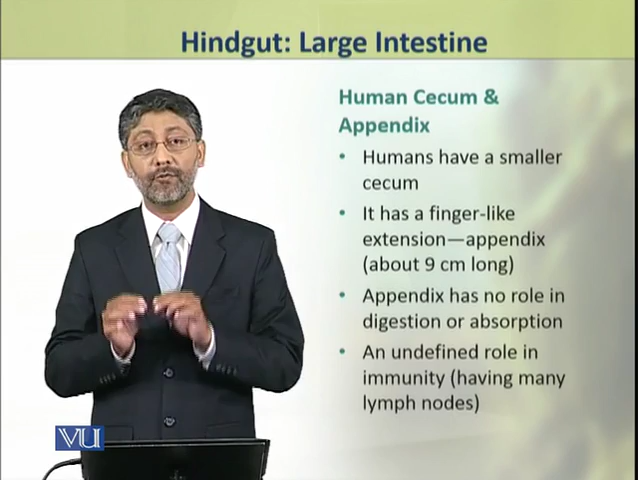 Hindgut: Large Intestine
Human Cecum &
Appendix
• Humans have a smaller
cecum
• It has a finger-like
extension—appendix
(about 9 cm long)
• Appendix has no role in
digestion or absorption
• An undefined role in
immunity (having many
lymph nodes)
VU